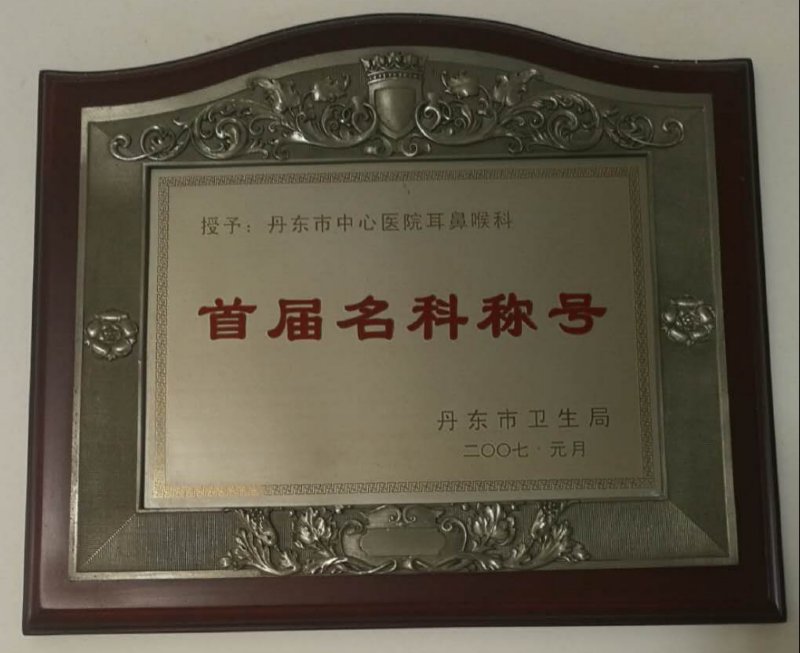 授予：丹东市中心医院耳鼻喉科
首届名科称号
丹东市卫生局
二〇〇七·元月